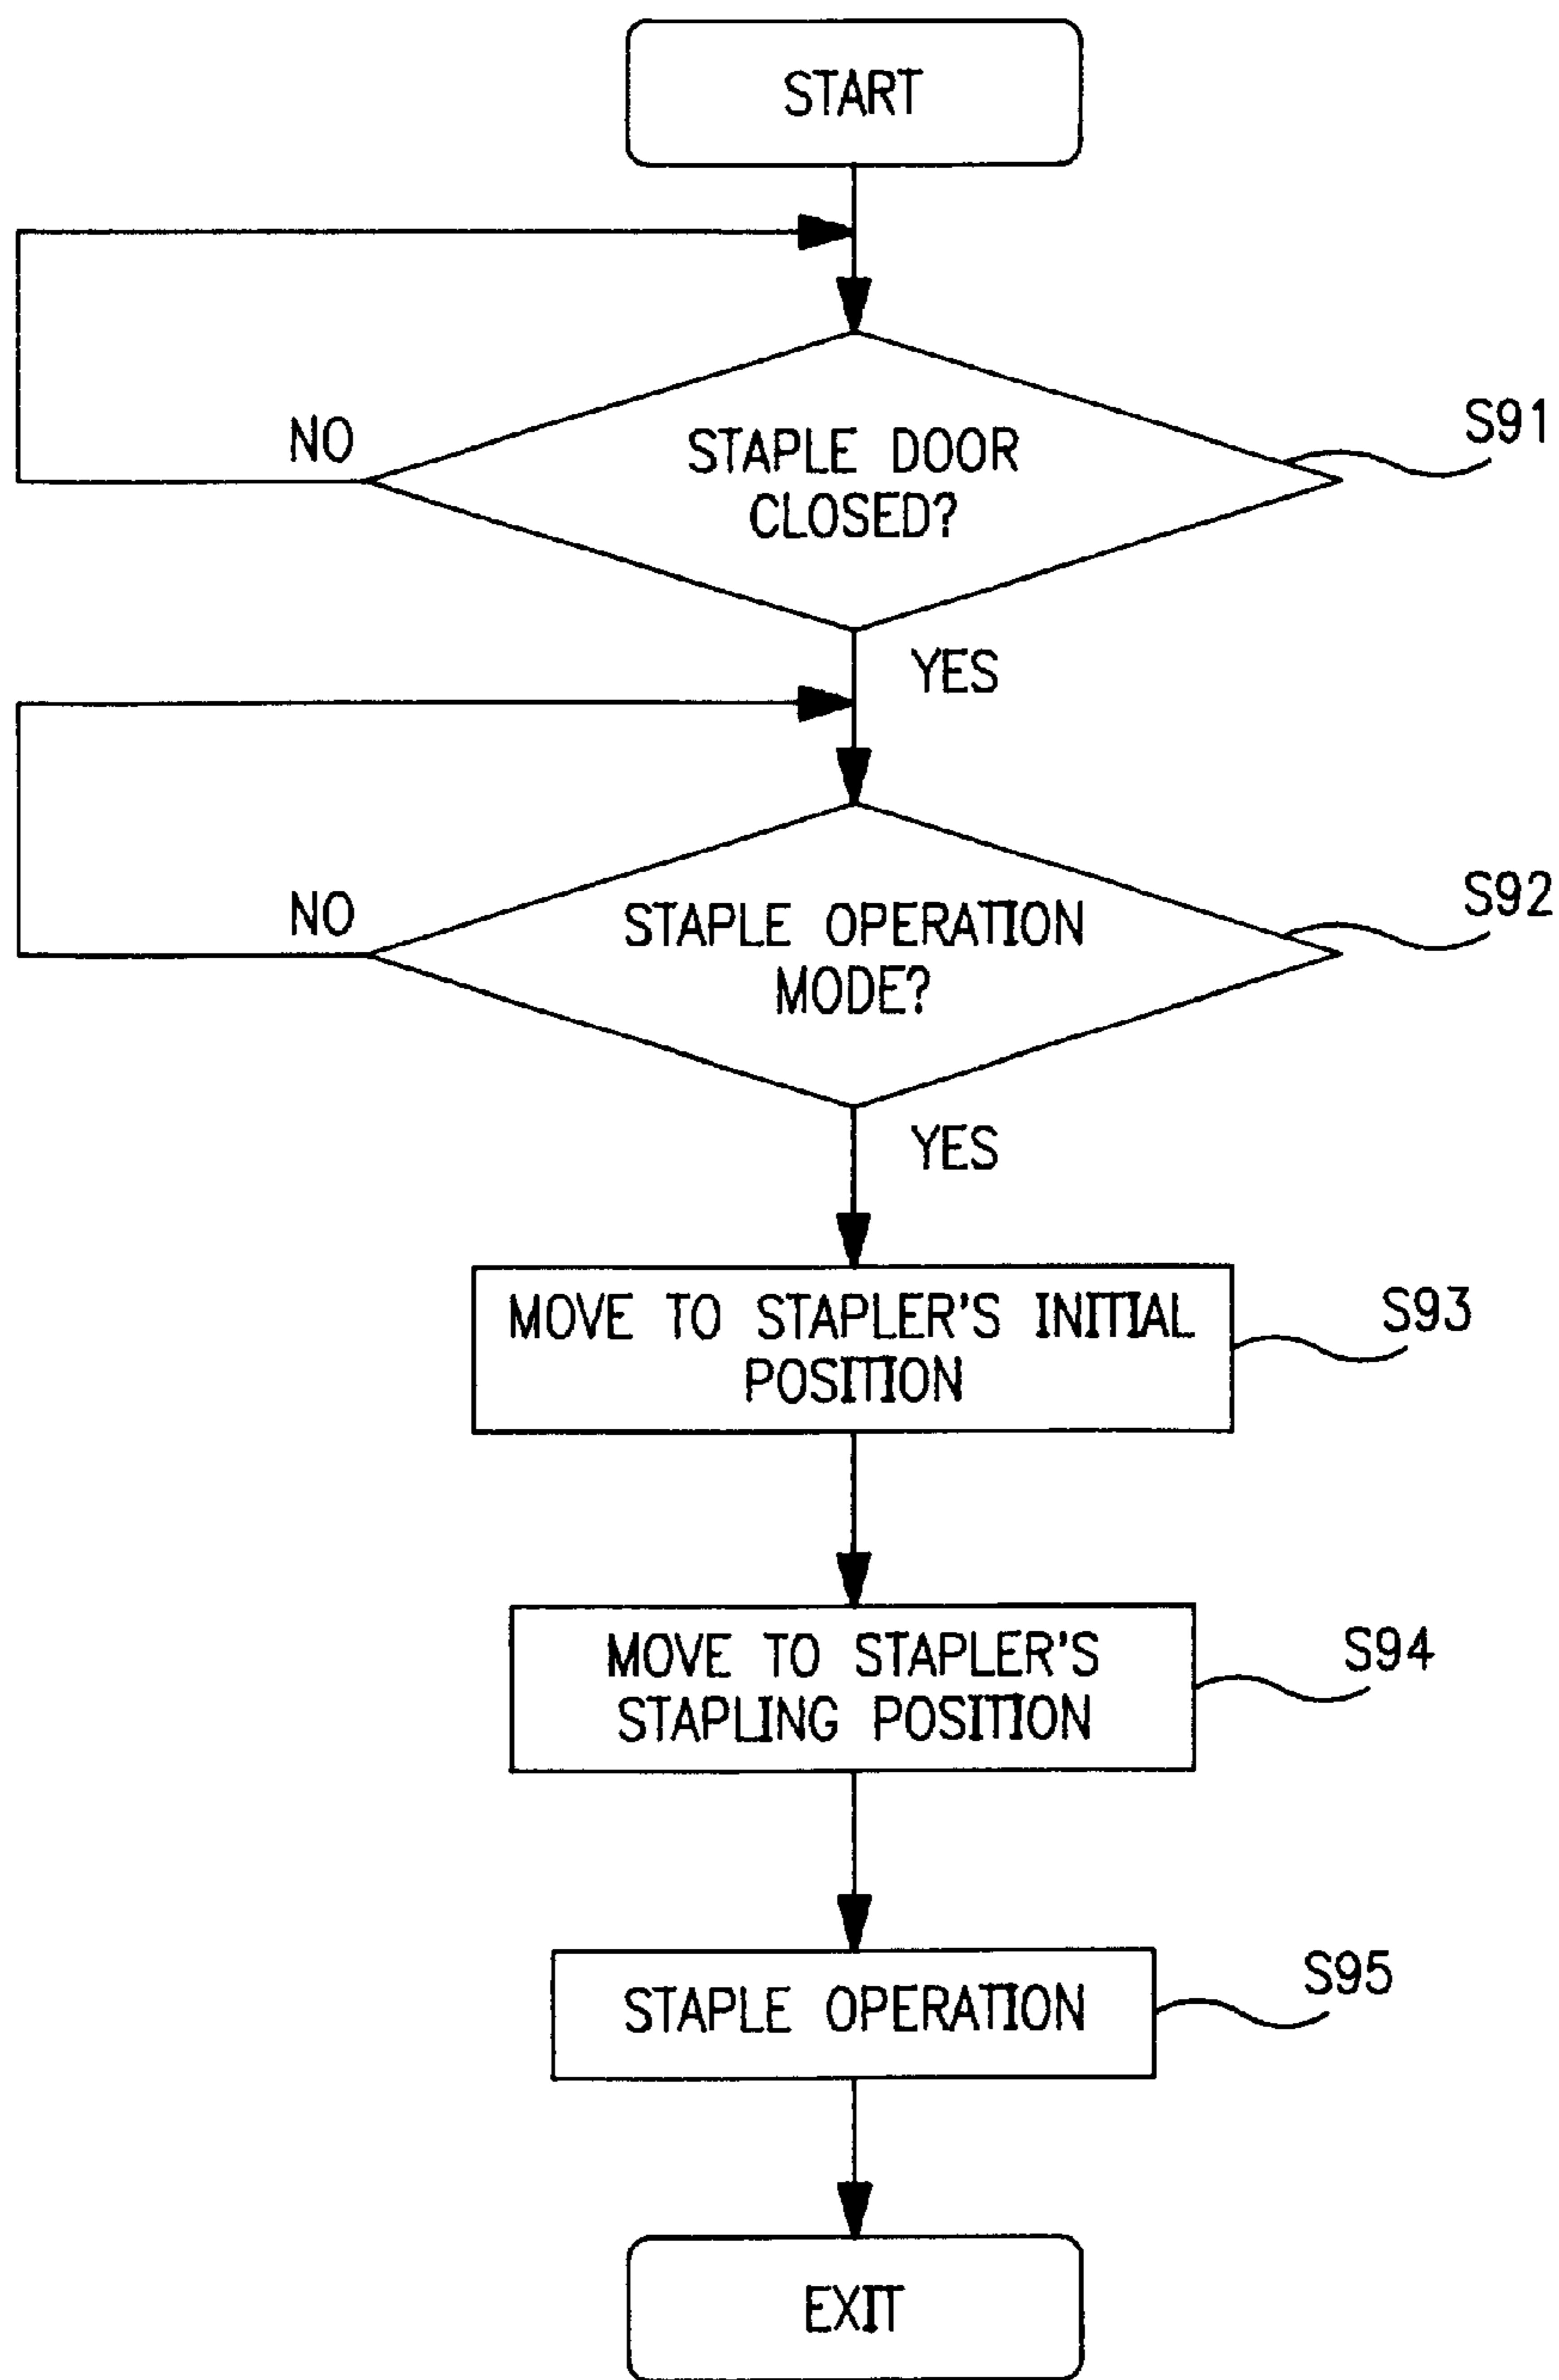 START
NO
STAPLE DOOR
CLOSED?
S91
YES
NO
STAPLE OPERATION
MODE?
S92
YES
MOVE TO STAPLER'S INITIAL
POSITION
S93
MOVE TO STAPLER'S
STAPLING POSITION
S94
STAPLE OPERATION
S95
EXIT